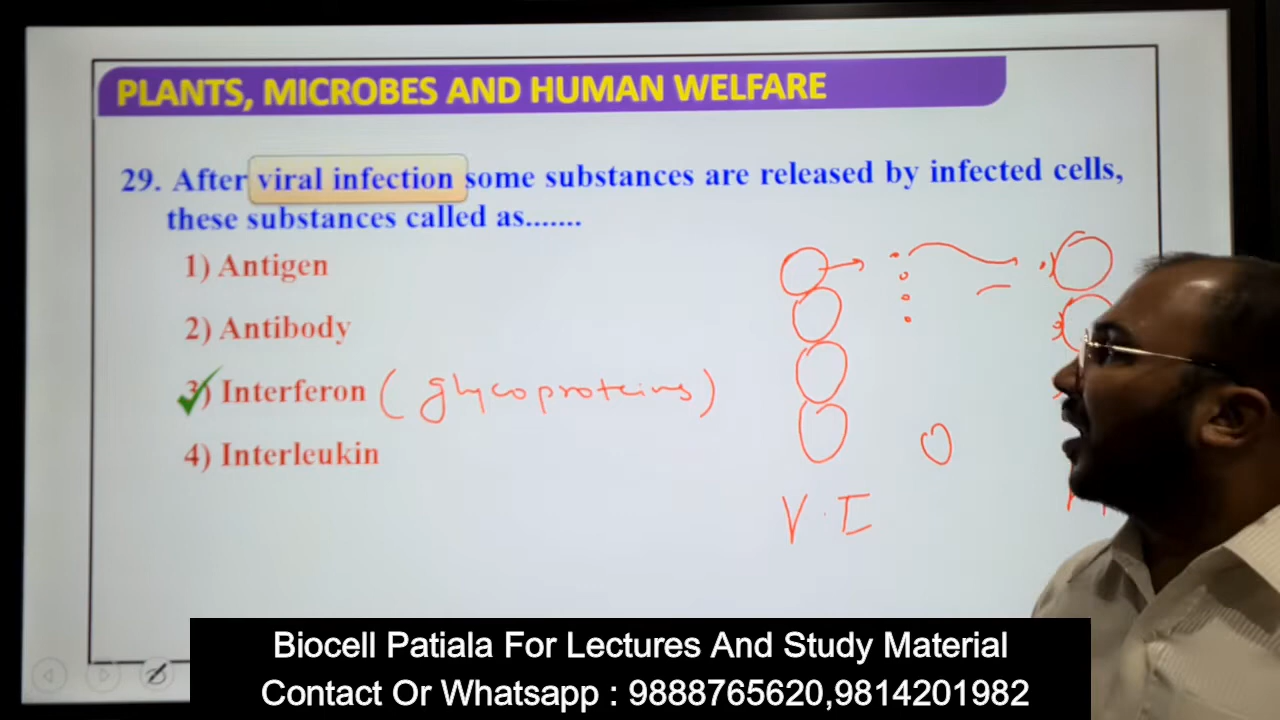 PLANTS, MICROBES AND HUMAN WELFARE
29. After viral infection some substances are released by infected cells,
these substances called as.......
1) Antigen
2) Antibody
3) Interferon (glycoproteins)
4) Interleukin
V.I
Biocell Patiala For Lectures And Study Material
Contact Or Whatsapp : 9888765620,9814201982